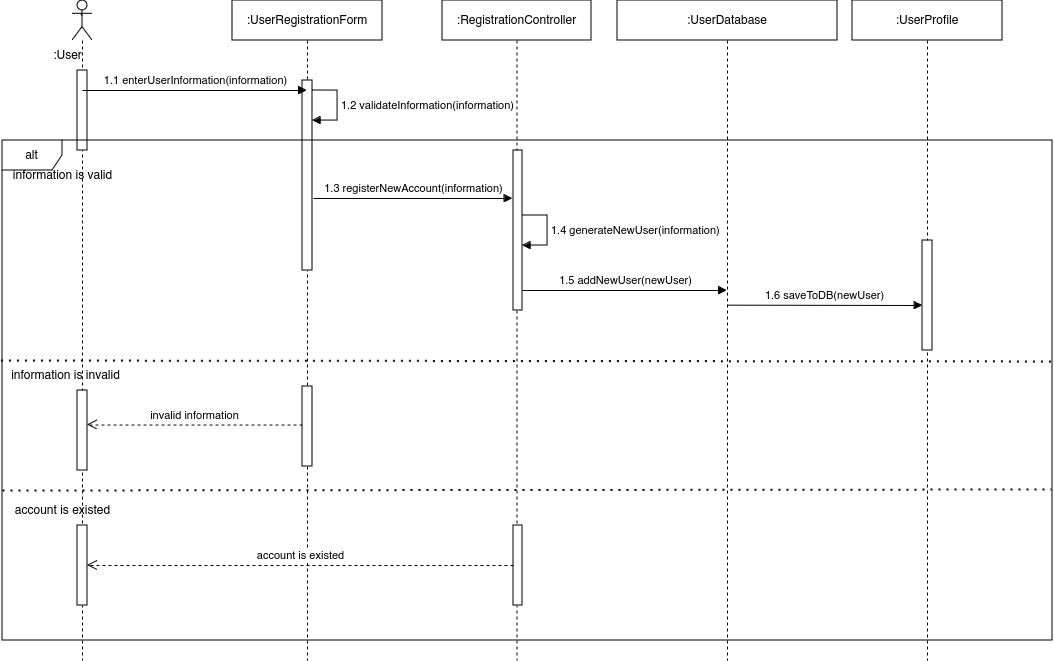 :UserRegistrationForm
:RegistrationController
:UserDatabase
:UserProfile
:User
1.1 enterUserInformation(information)
1.2 validateInformation(information)
alt
information is valid
1.3 registerNewAccount(information)
1.4 generateNewUser(information)
1.5 addNewUser(newUser)
1.6 saveToDB(newUser)
information is invalid
invalid information
account is existed
account is existed